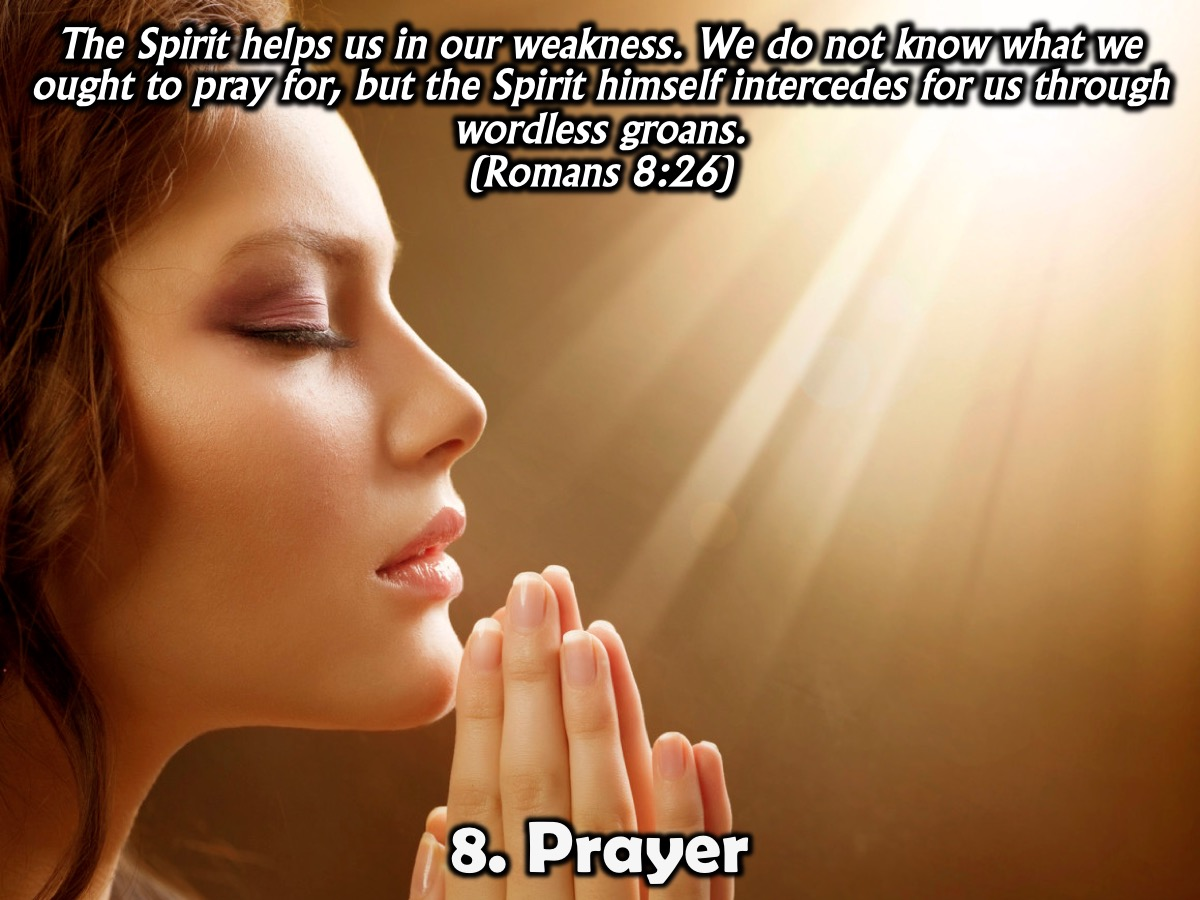 The Spirit helps us in our weakness. We do not know what we
ought to pray for, but the Spirit himself intercedes for us through
wordless groans.
(Romans 8:26)
8. Prayer